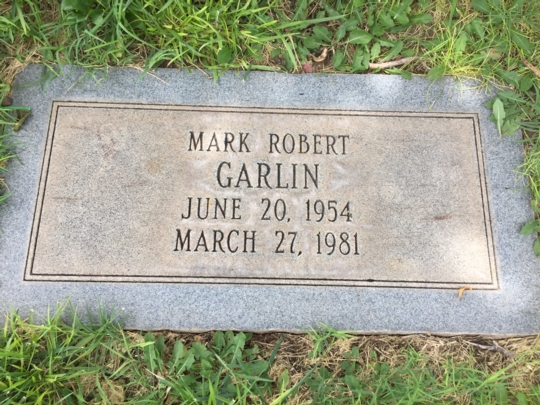 MARK ROBERT
GARLIN
JUNE 20, 1954
MARCH 27, 1981